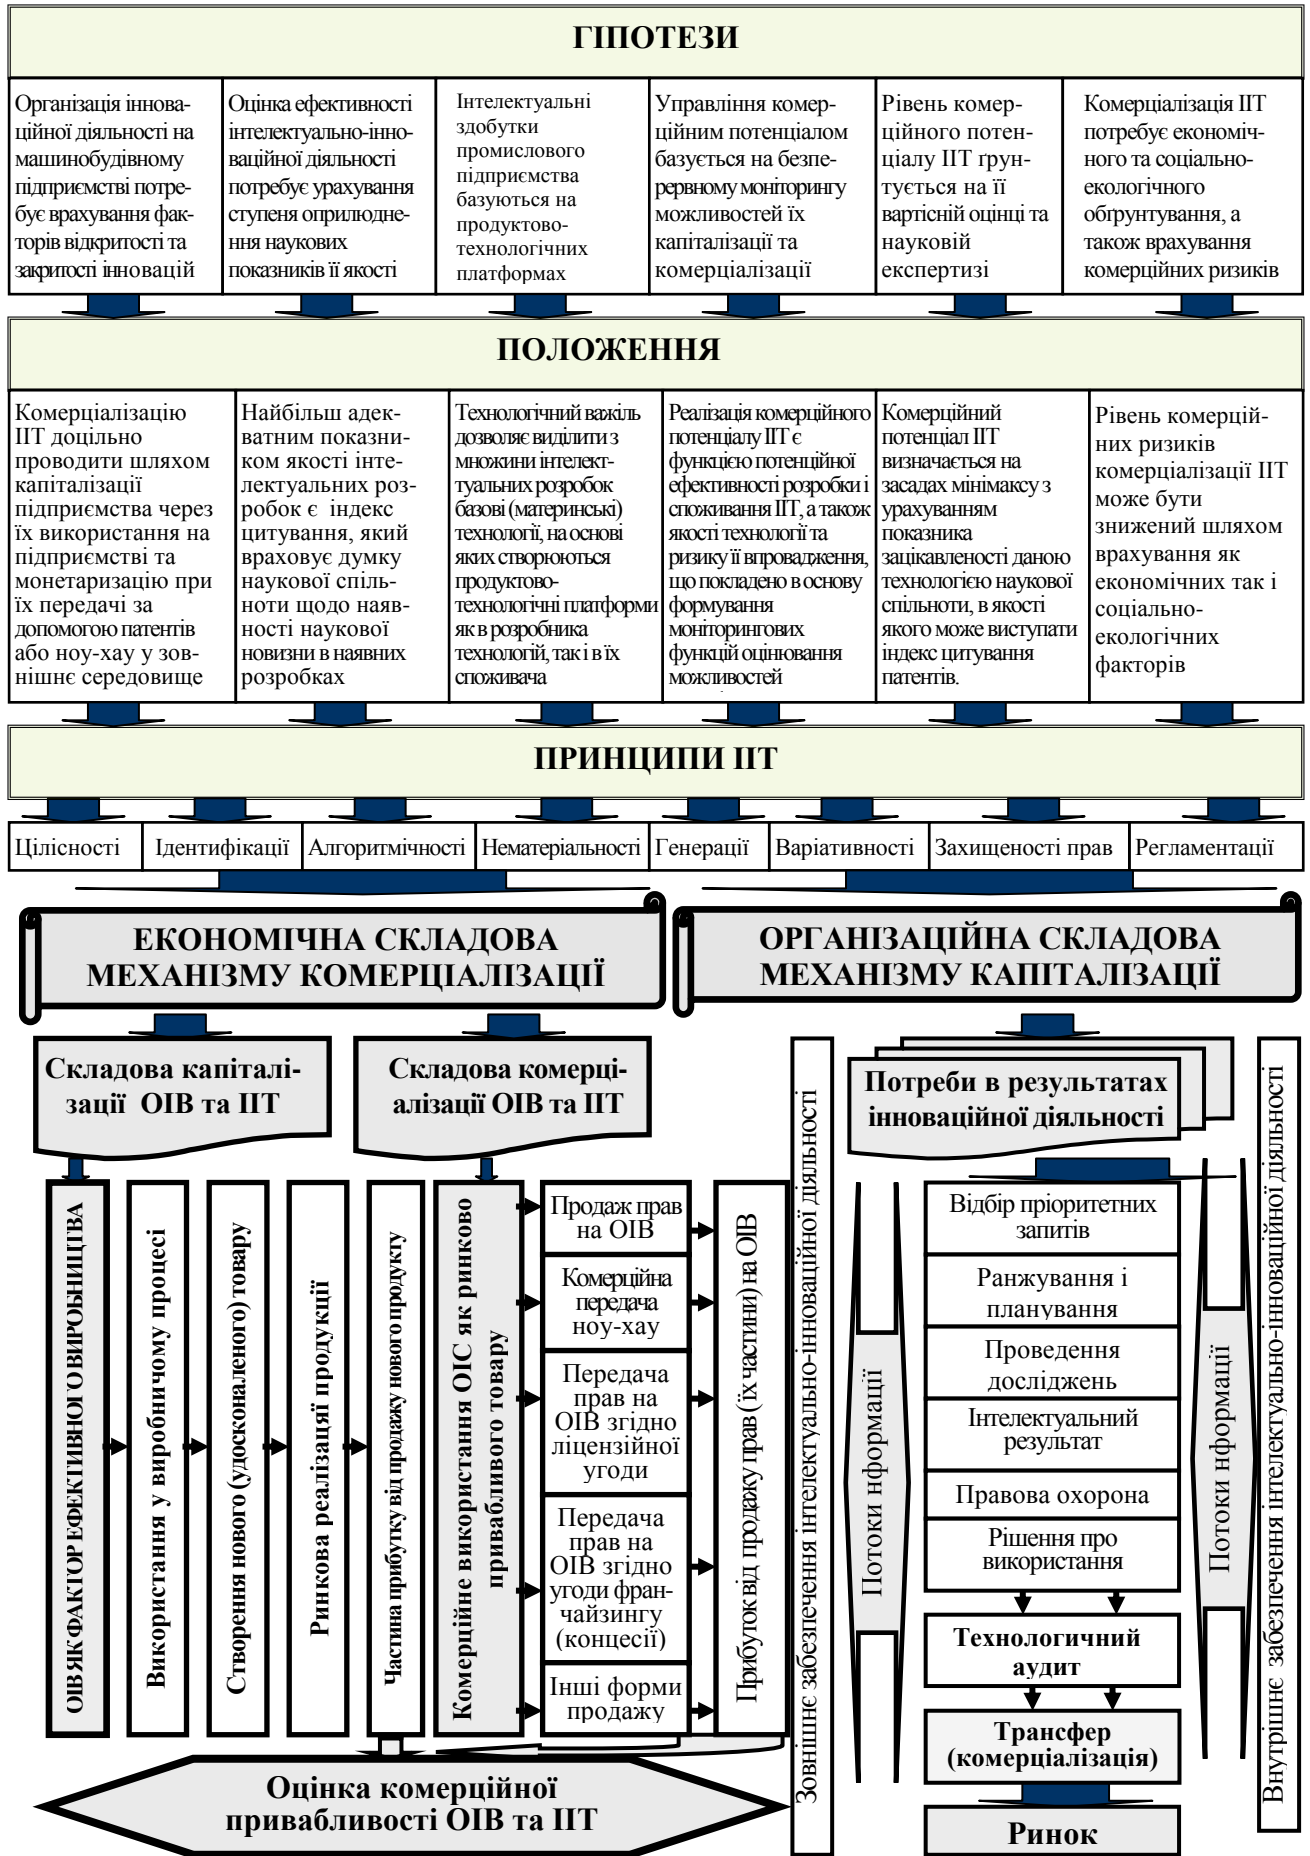 ГІПОТЕЗИ
Організація іннова-
ційної діяльності на
машинобудівному
підприємстві потре-
бує врахування фак-
торів відкритості та
закритості інновацій
Оцінка ефективності
інтелектуально-інно-
ваційної діяльності
потребує урахування
ступеня оприлюдне-
ння наукових
показників її якості
Інтелектуальні
здобутки
промислового
підприємства
базуються на
продуктово-
технологічних
платформах
Управління комер-
ційним потенціалом
базується на безпе-
рервному моніторингу
можливостей їх
капіталізації та
комерціалізації
Рівень комер-
ційного потен-
ціалу ІІТ ґрун-
тується на її
вартісній оцінці та
науковій
експертизі
Комерціалізація ІІТ
потребує економіч-
ного та соціально-
екологічного
обґрунтування, а
також врахування
комерційних ризиків
ПОЛОЖЕННЯ
Комерціалізацію
ІІТ доцільно
проводити шляхом
капіталізації
підприємства через
їх використання на
підприємстві та
монетаризацію при
їх передачі за
допомогою патентів
або ноу-хау у зов-
нішнє середовище
Найбільш адек-
ватним показни-
ком якості інте-
лектуальних роз-
робок є індекс
цитування, який
враховує думку
наукової спіль-
ноти щодо наяв-
ності наукової
новизни в наявних
розробках
Технологічний важіль
дозволяє виділити з
множини інтелект-
туальних розробок
базові (материнські)
технології, на основі
яких створюються
продуктово-
технологічні платформи
як в розробника
технологій, так і в їх
споживача
Реалізація комерційного
потенціалу ІІТ є
функцією потенційної
ефективності розробки і
споживання ІІТ, а також
якості технології та
ризику її впровадження,
що покладено в основу
формування
моніторингових
функцій оцінювання
можливостей
Комерційний
потенціал ІІТ
визначається на
засадах мінімаксу з
урахуванням
показника
зацікавленості даною
технологією наукової
спільноти, в якості
якого може виступати
індекс цитування
патентів.
Рівень комерцій-
них ризиків
комерціалізації ІІТ
може бути
знижений шляхом
врахування як
економічних так і
соціально-
екологічних
факторів
ПРИНЦИПИ ІІТ
Цілісності
Ідентифікації
Алгоритмічності
Нематеріальності
Генерації
Варіативності
Захищеності прав
Регламентації
ЕКОНОМІЧНА СКЛАДОВА
МЕХАНІЗМУ КОМЕРЦІАЛІЗАЦІЇ
ОРГАНІЗАЦІЙНА СКЛАДОВА
МЕХАНІЗМУ КАПІТАЛІЗАЦІЇ
Складова капіталі-
зації ОІВ та ІІТ
Складова комерці-
алізації ОІВ та ІІТ
ОІВ ЯК ФАКТОР ЕФЕКТИВНОГО ВИРОБНИЦТВА
Використання у виробничому процесі
Створення нового (удосконаленого) товару
Ринкова реалізації продукції
Частина прибутку від продажу нового продукту
Комерційне використання ОІС як ринково
привабливого товару
Продаж прав
на ОІВ
Комерційна
передача
ноу-хау
Передача
прав на
ОІВ згідно
ліцензійної
угоди
Передача
прав на
ОІВ згідно
угоди фран-
чайзингу
(концесії)
Інші форми
продажу
Прибуток від продажу прав ( їх частини) на ОІВ
Оцінка комерційної
привабливості ОІВ та ІІТ
Зовнішнє забезпечення інтелектуально-інноваційної діяльності
Потреби в результатах
інноваційної діяльності
Потоки нформації
Відбір пріоритетних
запитів
Ранжування і
планування
Проведення
досліджень
Інтелектуальний
результат
Правова охорона
Рішення про
використання
Технологичний
аудит
Трансфер
(комерціалізація)
Ринок
Потоки нформації
Внутрішнє забезпечення інтелектуально-інноваційної діяльності